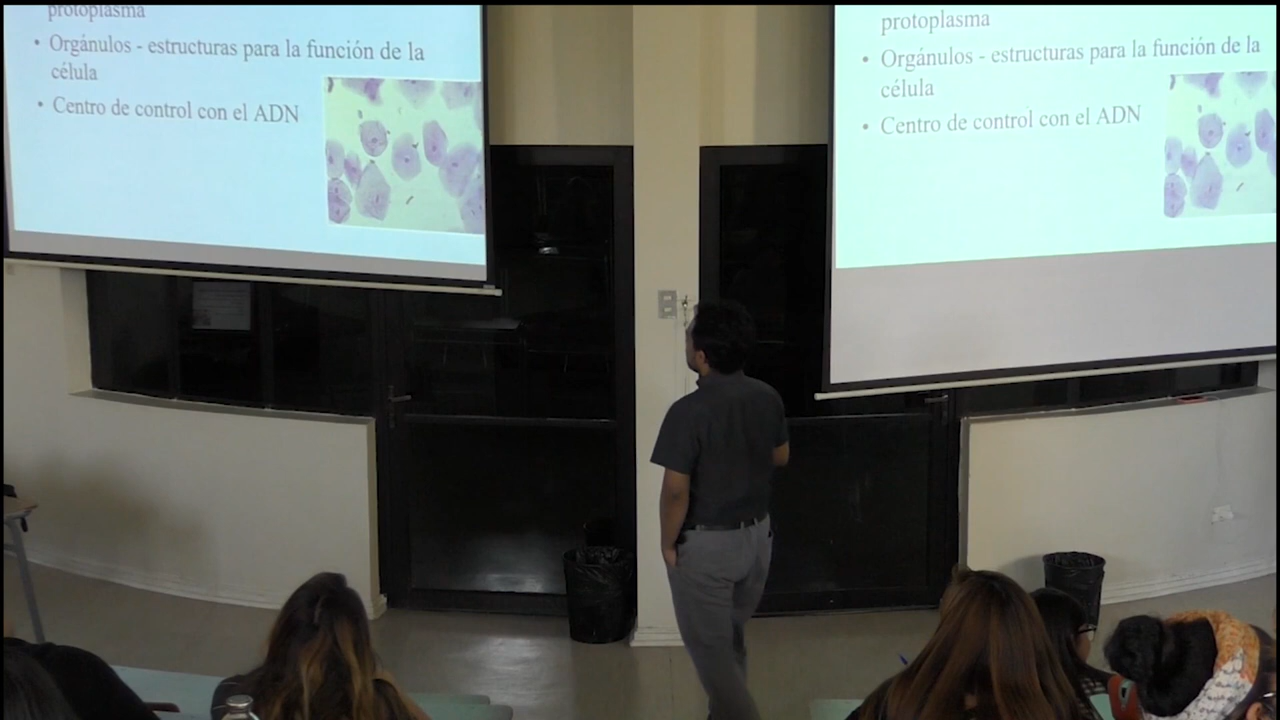 protoplasma
• Orgánulos - estructuras para la función de la
célula
• Centro de control con el ADN
protoplasma
• Orgánulos - estructuras para la función de la
célula
• Centro de control con el ADN